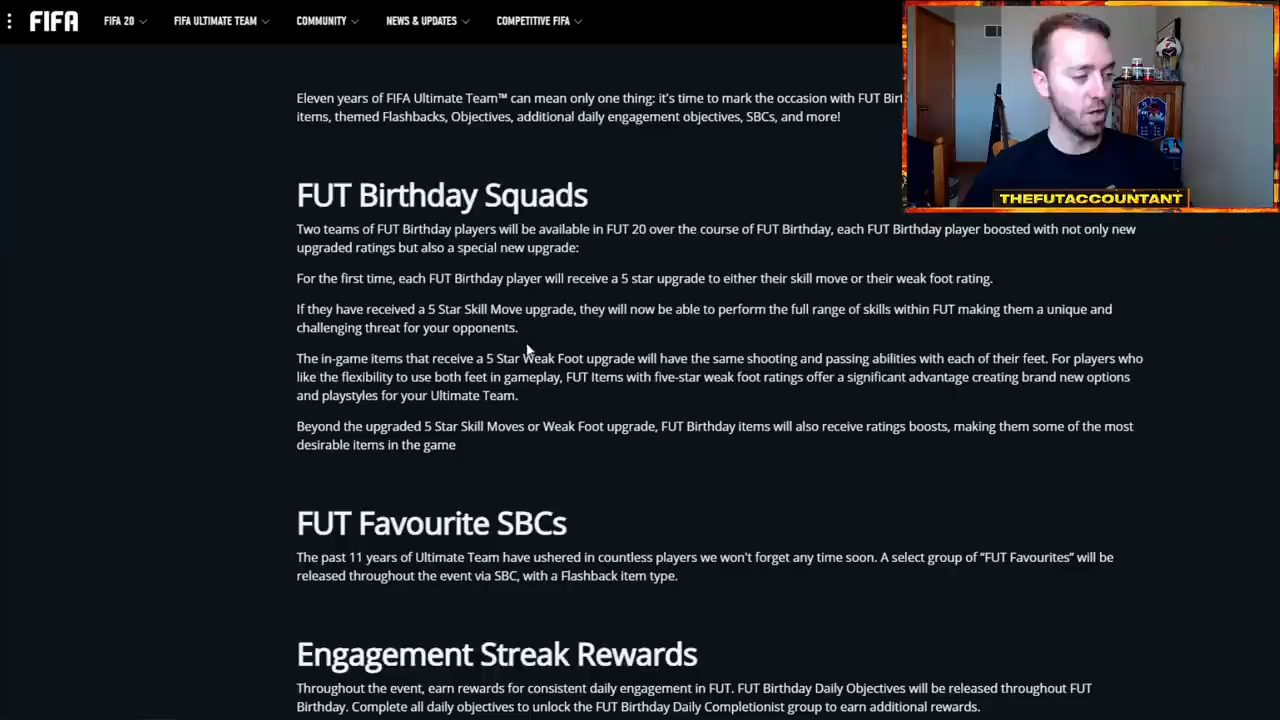 FIFA FIFA 20 FIFA ULTIMATE TEAM COMMUNITY NEWS & UPDATES COMPETITIVE FIFA
Eleven years of FIFA Ultimate Team™ can mean only one thing: it's time to mark the occasion with FUT
items, themed Flashbacks, Objectives, additional daily engagement objectives, SBCs, and more!
THEFUTACCOUNTANT
FUT Birthday Squads
Two teams of FUT Birthday players will be available in FUT 20 over the course of FUT Birthday, each FUT Birthday player boosted with not only new
upgraded ratings but also a special new upgrade:
For the first time, each FUT Birthday player will receive a 5 star upgrade to either their skill move or their weak foot rating.
If they have received a 5 Star Skill Move upgrade, they will now be able to perform the full range of skills within FUT making them a unique and
challenging threat for your opponents.
The in-game items that receive a 5 Star Weak Foot upgrade will have the same shooting and passing abilities with each of their feet. For players who
like the flexibility to use both feet in gameplay, FUT Items with five-star weak foot ratings offer a significant advantage creating brand new options
and playstyles for your Ultimate Team.
Beyond the upgraded 5 Star Skill Moves or Weak Foot upgrade, FUT Birthday items will also receive ratings boosts, making them some of the most
desirable items in the game
FUT Favourite SBCs
The past 11 years of Ultimate Team have ushered in countless players we won't forget any time soon. A select group of “FUT Favourites” will be
released throughout the event via SBC, with a Flashback item type.
Engagement Streak Rewards
Throughout the event, earn rewards for consistent daily engagement in FUT. FUT Birthday Daily Objectives will be released throughout FUT
Birthday. Complete all daily objectives to unlock the FUT Birthday Daily Completionist group to earn additional rewards.